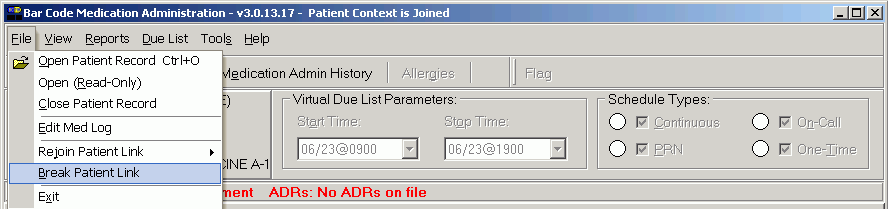 Bar Code Medication Administration - v3.0.13.17 - Patient Context is Joined
File View Reports Due List Tools Help
Open Patient Record Ctrl+O
Open (Read-Only)
Close Patient Record
Edit Med Log
Rejoin Patient Link
Break Patient Link
Exit
Medication Admin History Allergies Flag
E)
CINE A-1
Virtual Due List Parameters:
Start Time: Stop Time:
06/23@0900 06/23@1900
Schedule Types:
Continuous On-Call
PRN One-Time
ment ADRs: No ADRs on file